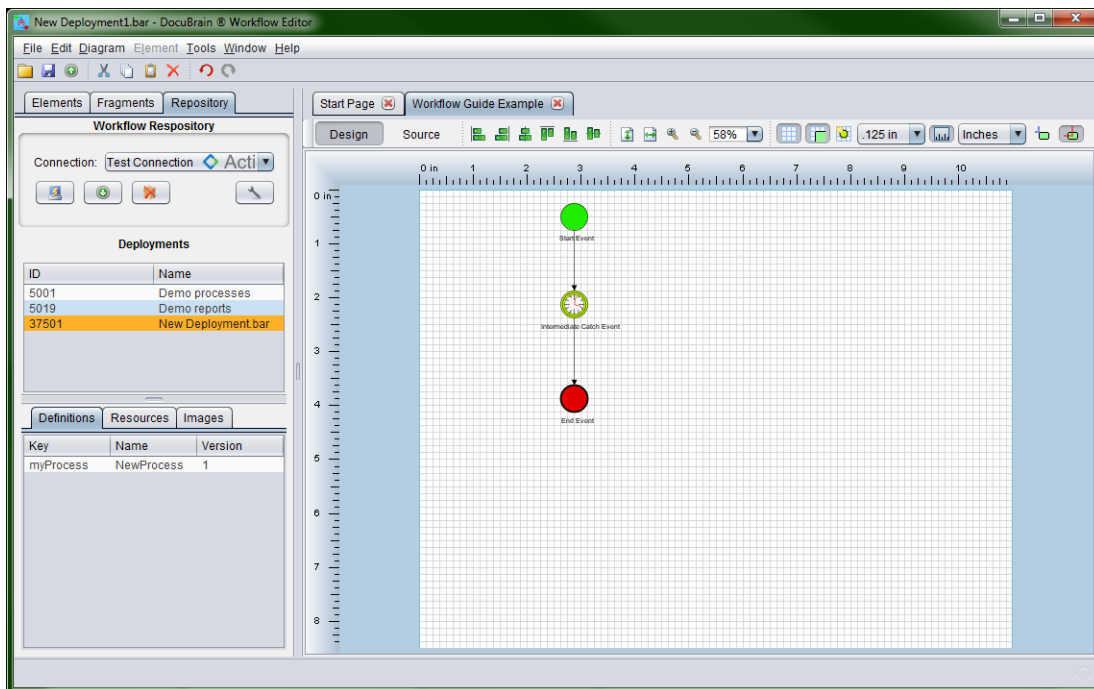 New Deployment1.bar - DocuBrain ® Workflow Editor
File Edit Diagram Element Tools Window Help
Elements Fragments Repository
Workflow Respository
Connection: Test Connection Acti
Deployments
ID Name
5001 Demo processes
5019 Demo reports
37501 New Deployment.bar
Definitions Resources Images
Key Name Version
myProcess NewProcess 1
Start Page Workflow Guide Example
Design Source 58% .125 in Inches
0 in 1 2 3 4 5 6 7 8 9 10
0 in
1
2
3
4
5
6
7
8
Start Event
Intermediate Catch Event
End Event